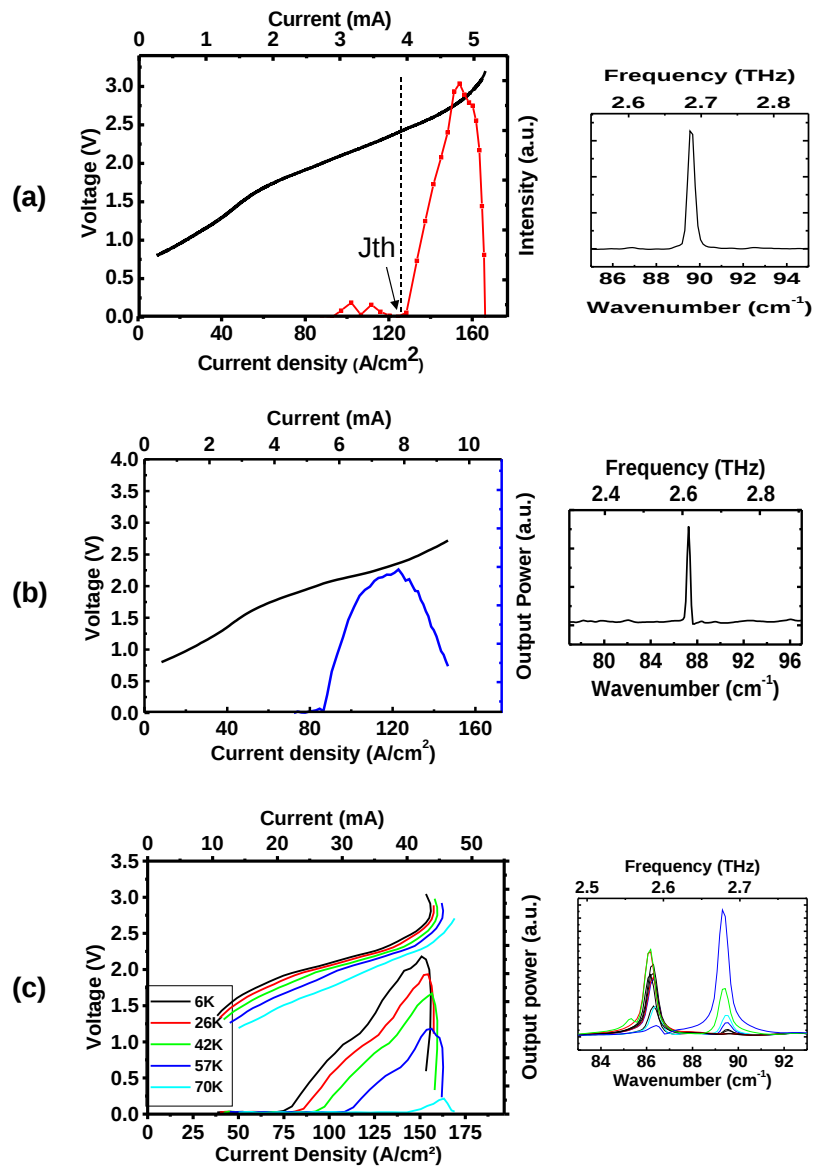 Current (mA)
0 1 2 3 4 5
3.0
2.5
2.0
1.5
1.0
0.5
0.0
Voltage (V)
Intensity (a.u.)
(a)
Jth
0 40 80 120 160
Current density (A/cm²)
Frequency (THz)
2.6 2.7 2.8
86 88 90 92 94
Wavenumber (cm⁻¹)
Current (mA)
0 2 4 6 8 10
4.0
3.5
3.0
2.5
2.0
1.5
1.0
0.5
0.0
Voltage (V)
Output Power (a.u.)
(b)
0 40 80 120 160
Current density (A/cm²)
Frequency (THz)
2.4 2.6 2.8
80 84 88 92 96
Wavenumber (cm⁻¹)
Current (mA)
0 10 20 30 40 50
3.5
3.0
2.5
2.0
1.5
1.0
0.5
0.0
Voltage (V)
Output power (a.u.)
(c)
6K
26K
42K
57K
70K
0 25 50 75 100 125 150 175
Current Density (A/cm²)
Frequency (THz)
2.5 2.6 2.7
84 86 88 90 92
Wavenumber (cm⁻¹)